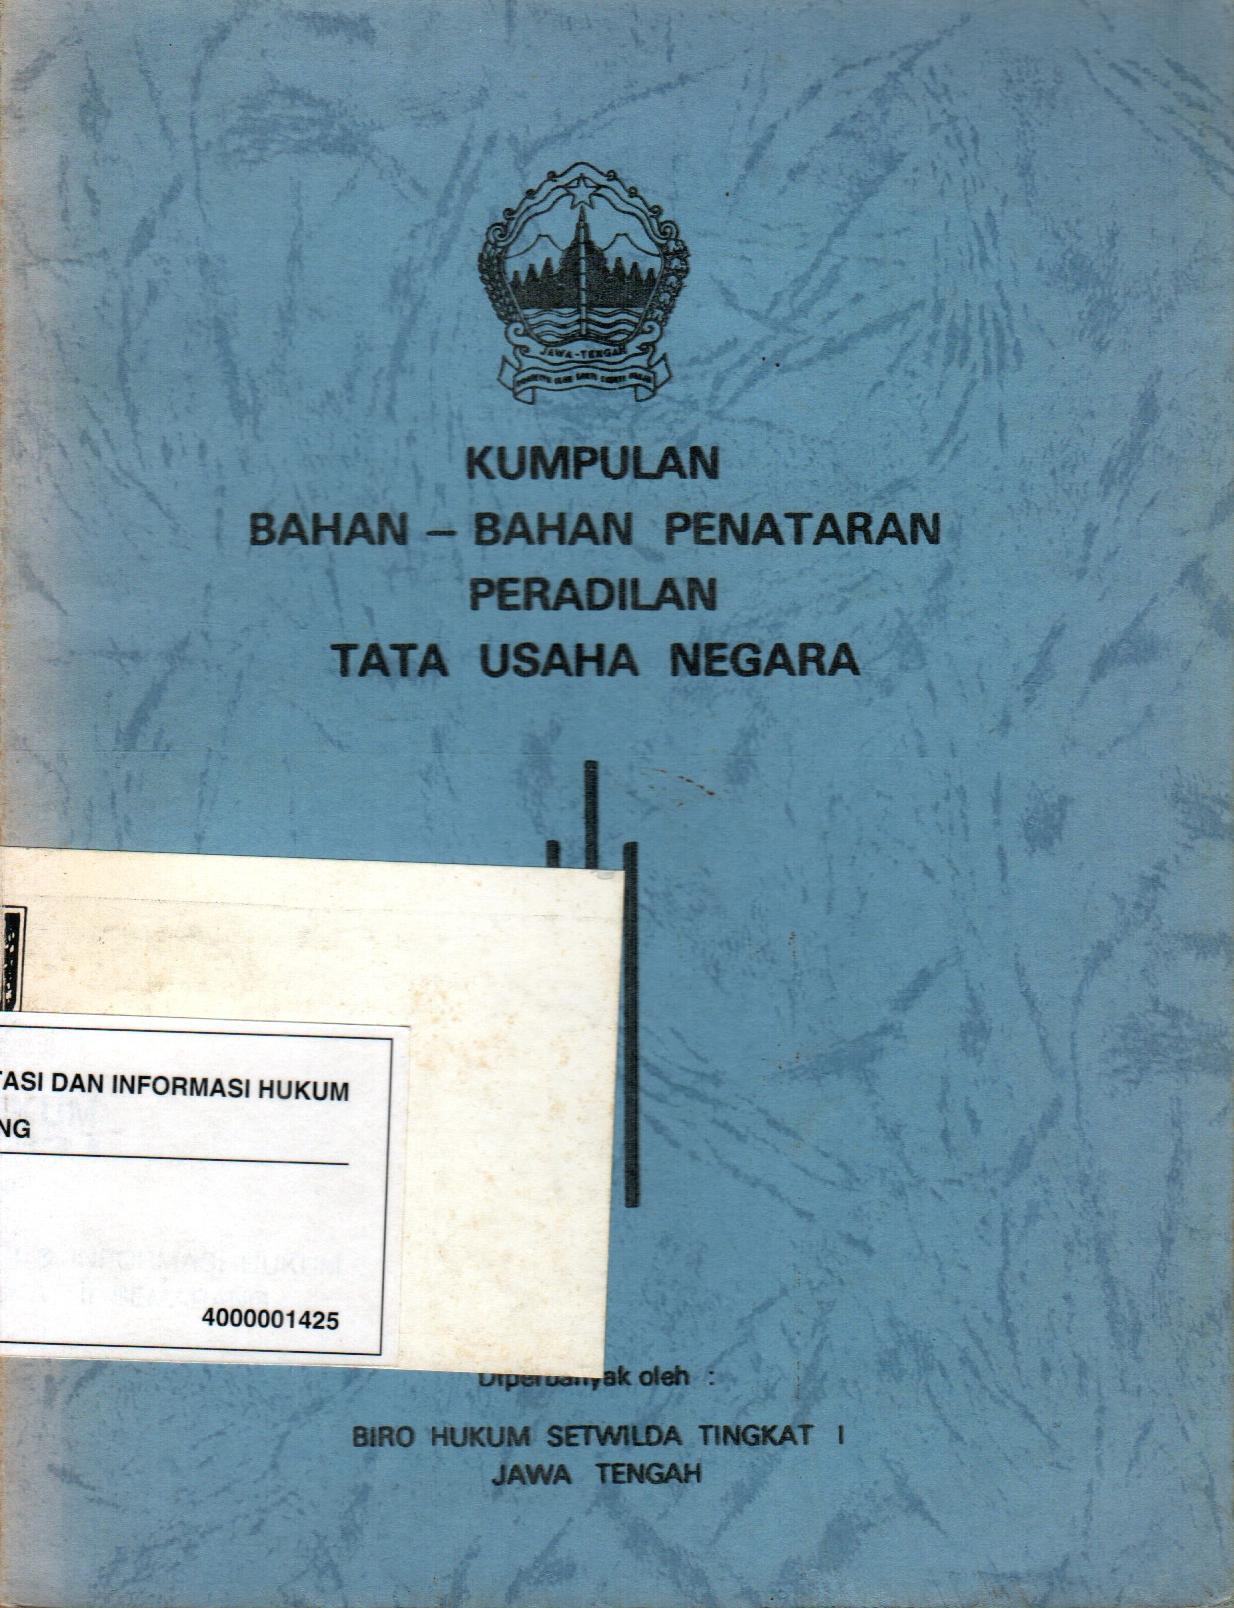 JAWA-TENGAH
KUMPULAN
BAHAN – BAHAN PENATARAN
PERADILAN
TATA USAHA NEGARA
TASI DAN INFORMASI HUKUM
NG
4000001425
Diperbanyak oleh :
BIRO HUKUM SETWILDA TINGKAT I
JAWA TENGAH